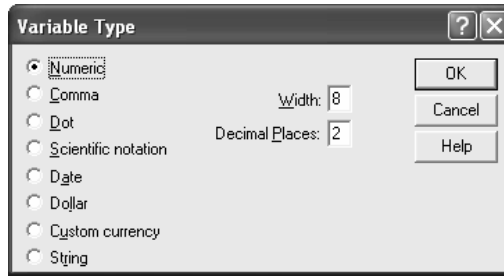 Variable Type
Numeric
Comma
Dot
Scientific notation
Date
Dollar
Custom currency
String
Width: 8
Decimal Places: 2
OK
Cancel
Help